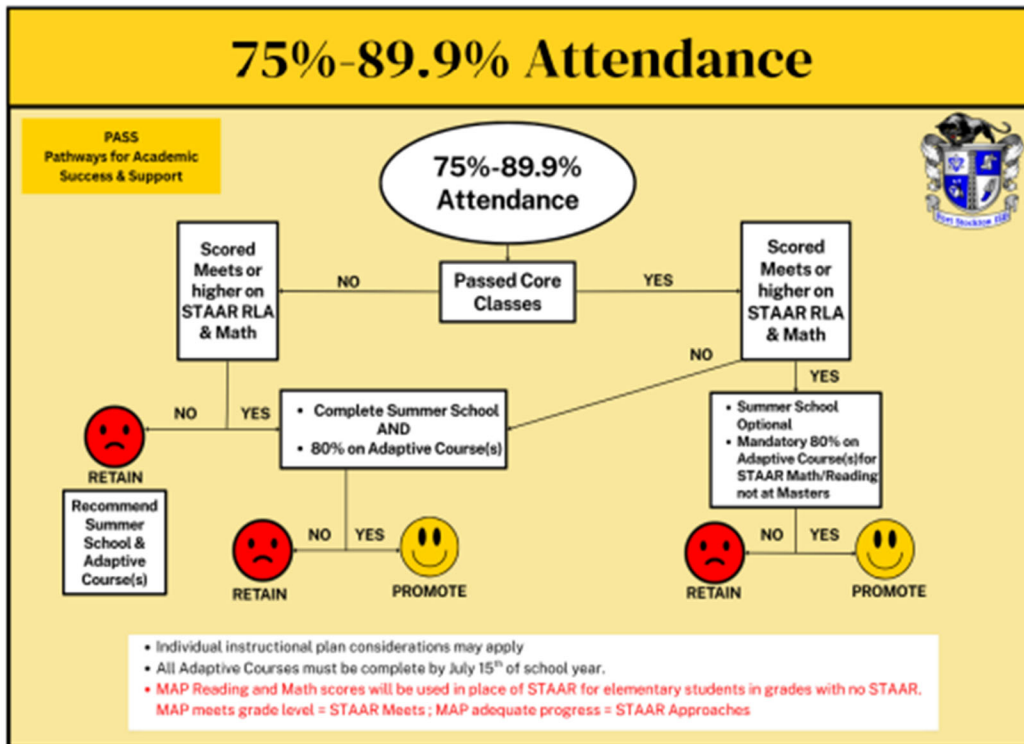 75%-89.9% Attendance
PASS
Pathways for Academic
Success & Support
75%-89.9%
Attendance
Fort Stockton ISD
Passed Core
Classes
NO
YES
Scored
Meets or
higher on
STAAR RLA
& Math
Scored
Meets or
higher on
STAAR RLA
& Math
NO
YES
NO
YES
• Complete Summer School
AND
• 80% on Adaptive Course(s)
• Summer School
Optional
• Mandatory 80% on
Adaptive Course(s)for
STAAR Math/Reading
not at Masters
RETAIN
Recommend
Summer
School &
Adaptive
Course(s)
NO
YES
RETAIN
PROMOTE
NO
YES
RETAIN
PROMOTE
• Individual instructional plan considerations may apply
• All Adaptive Courses must be complete by July 15th of school year.
• MAP Reading and Math scores will be used in place of STAAR for elementary students in grades with no STAAR.
MAP meets grade level = STAAR Meets ; MAP adequate progress = STAAR Approaches